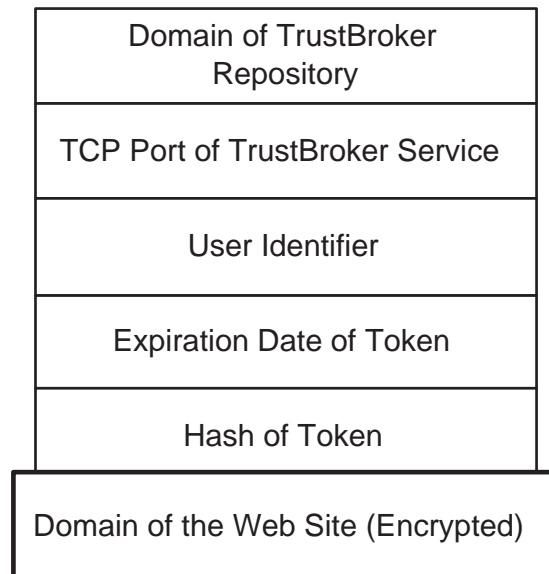 Domain of TrustBroker
Repository
TCP Port of TrustBroker Service
User Identifier
Expiration Date of Token
Hash of Token
Domain of the Web Site (Encrypted)